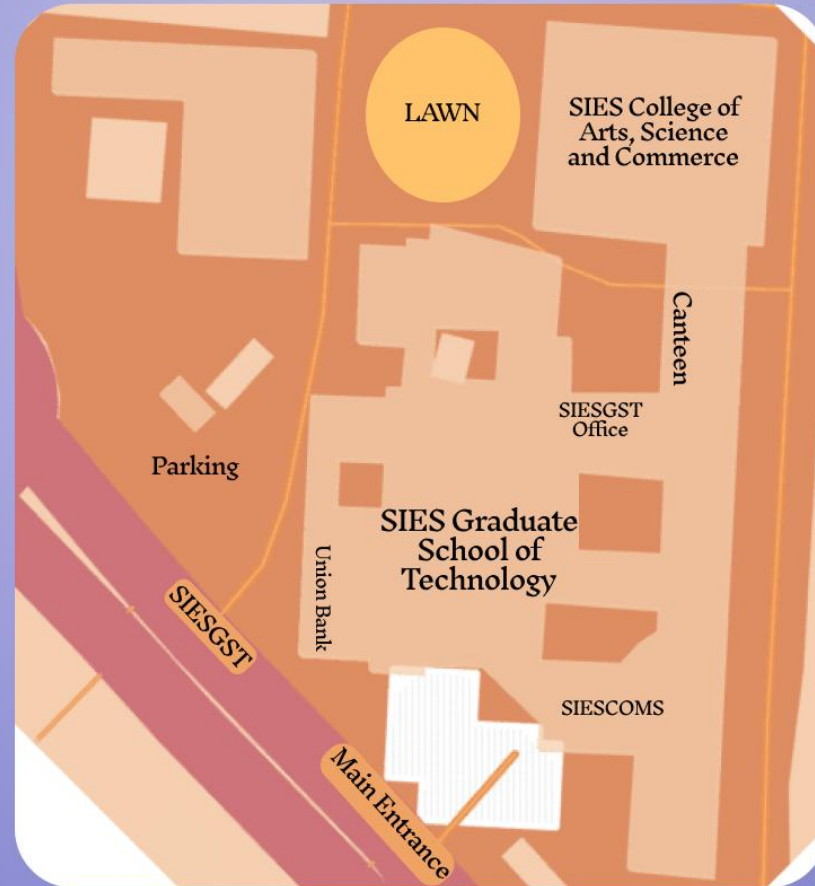 LAWN
SIES College of
Arts, Science
and Commerce
Canteen
SIESGST
Office
Parking
SIES Graduate
School of
Technology
Union Bank
SIESGST
SIESCOMS
Main Entrance